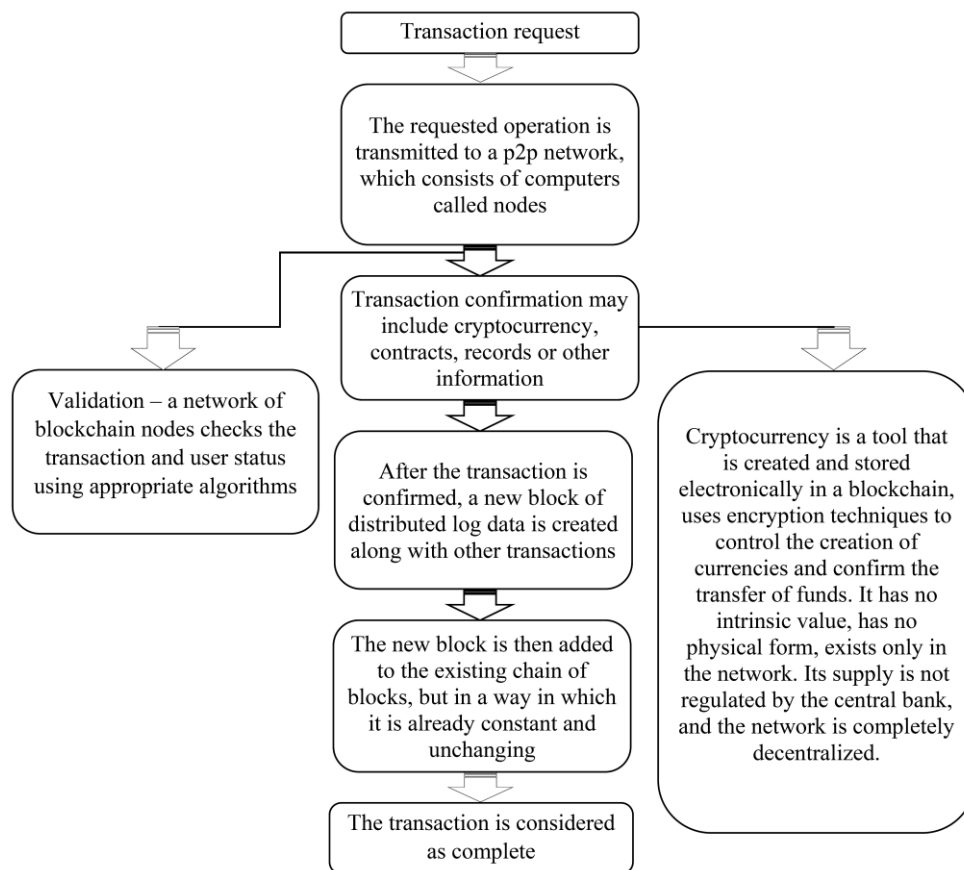 Transaction request
The requested operation is
transmitted to a p2p network,
which consists of computers
called nodes
Transaction confirmation may
include cryptocurrency,
contracts, records or other
information
Validation – a network of
blockchain nodes checks the
transaction and user status
using appropriate algorithms
Cryptocurrency is a tool that
is created and stored
electronically in a blockchain,
uses encryption techniques to
control the creation of
currencies and confirm the
transfer of funds. It has no
intrinsic value, has no
physical form, exists only in
the network. Its supply is not
regulated by the central bank,
and the network is completely
decentralized.
After the transaction is
confirmed, a new block of
distributed log data is created
along with other transactions
The new block is then added
to the existing chain of
blocks, but in a way in which
it is already constant and
unchanging
The transaction is considered
as complete